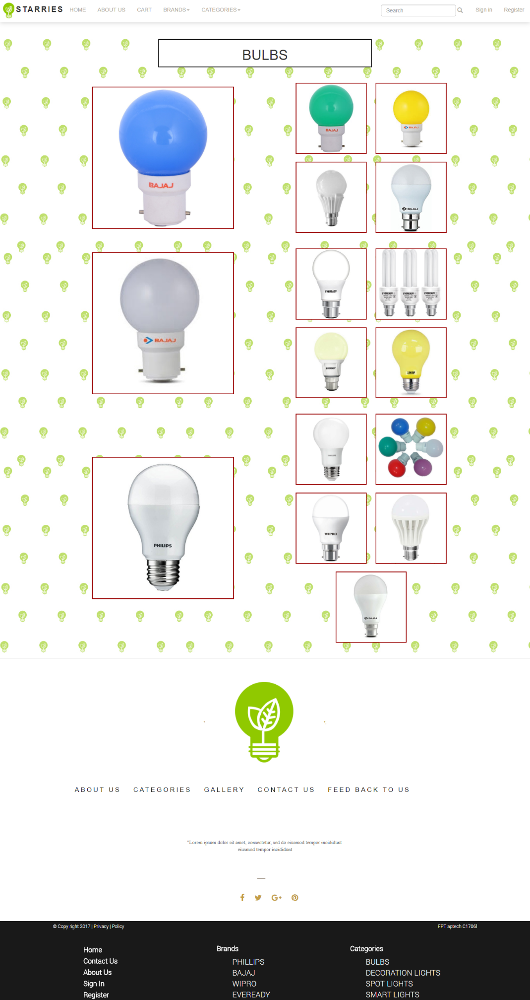 STARRIES HOME ABOUT US CART BRANDS CATEGORIES Search Sign in Register
BULBS
BAJAJ
BAJAJ
BAJAJ
BAJAJ
EVEREADY
EVEREADY EVEREADY EVEREADY
BAJAJ
EVEREADY
PHILIPS
PHILIPS
WIPRO
BAJAJ
ABOUT US CATEGORIES GALLERY CONTACT US FEED BACK TO US
"Lorem ipsum dolor sit amet, consectetur, sed do eiusmod tempor incididunt
eiusmod tempor incididunt
© Copy right 2017 | Privacy | Policy FPT aptech C1706l
Home
Contact Us
About Us
Sign In
Register
Brands
PHILLIPS
BAJAJ
WIPRO
EVEREADY
Categories
BULBS
DECORATION LIGHTS
SPOT LIGHTS
SMART LIGHTS